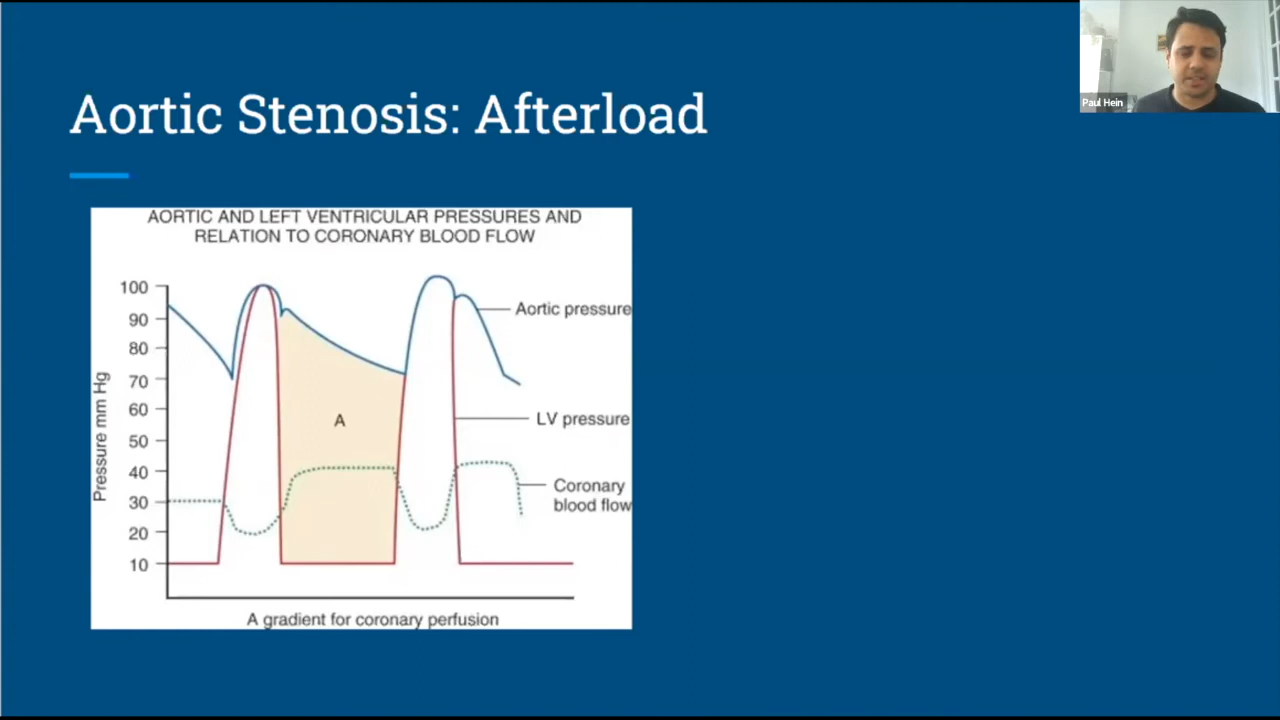 Aortic Stenosis: Afterload
Paul Hein
AORTIC AND LEFT VENTRICULAR PRESSURES AND
RELATION TO CORONARY BLOOD FLOW
Pressure mm Hg
100
90
80
70
60
50
40
30
20
10
A
Aortic pressure
LV pressure
Coronary
blood flow
A gradient for coronary perfusion